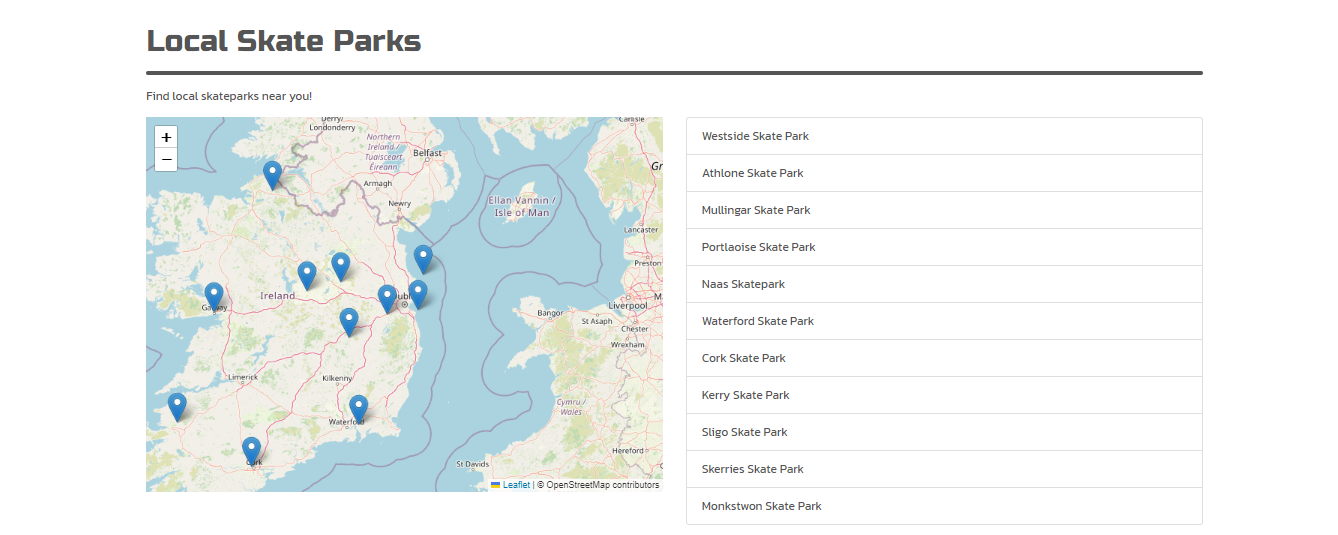 Local Skate Parks
Find local skateparks near you!
+
−
Derry/
Londonderry
Northern
Ireland /
Tuaisceart
Éireann
Belfast
Armagh
Newry
Ellan Vannin /
Isle of Man
Carlisle
Gr
Lancaster
Preston
Ireland
Galway
Liverpool
M
Bangor
St Asaph
Chester
Wrexham
Limerick
Kilkenny
Waterford
Cymru /
Wales
Hereford
Cork
St Davids
Leaflet | © OpenStreetMap contributors
Westside Skate Park
Athlone Skate Park
Mullingar Skate Park
Portlaoise Skate Park
Naas Skatepark
Waterford Skate Park
Cork Skate Park
Kerry Skate Park
Sligo Skate Park
Skerries Skate Park
Monkstwon Skate Park